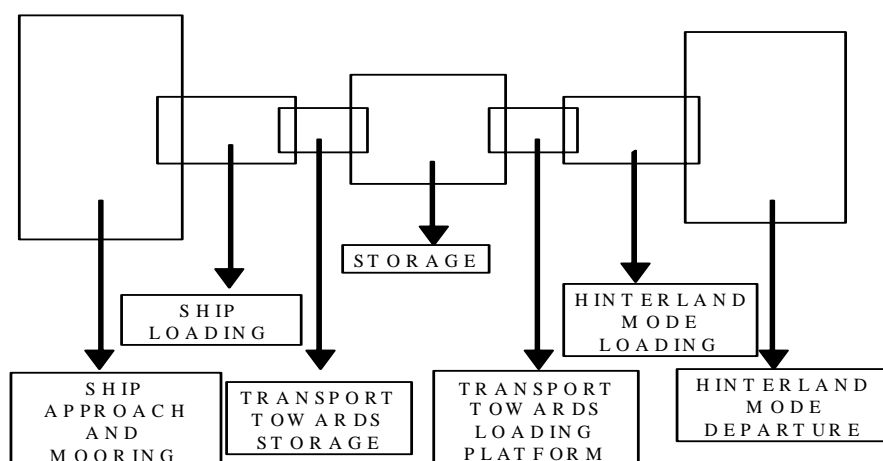 STORAGE
SHIP
LOADING
HINTERLAND
MODE
LOADING
SHIP
APPROACH
AND
MOORING
TRANSPORT
TOWARDS
STORAGE
TRANSPORT
TOWARDS
LOADING
PLATFORM
HINTERLAND
MODE
DEPARTURE